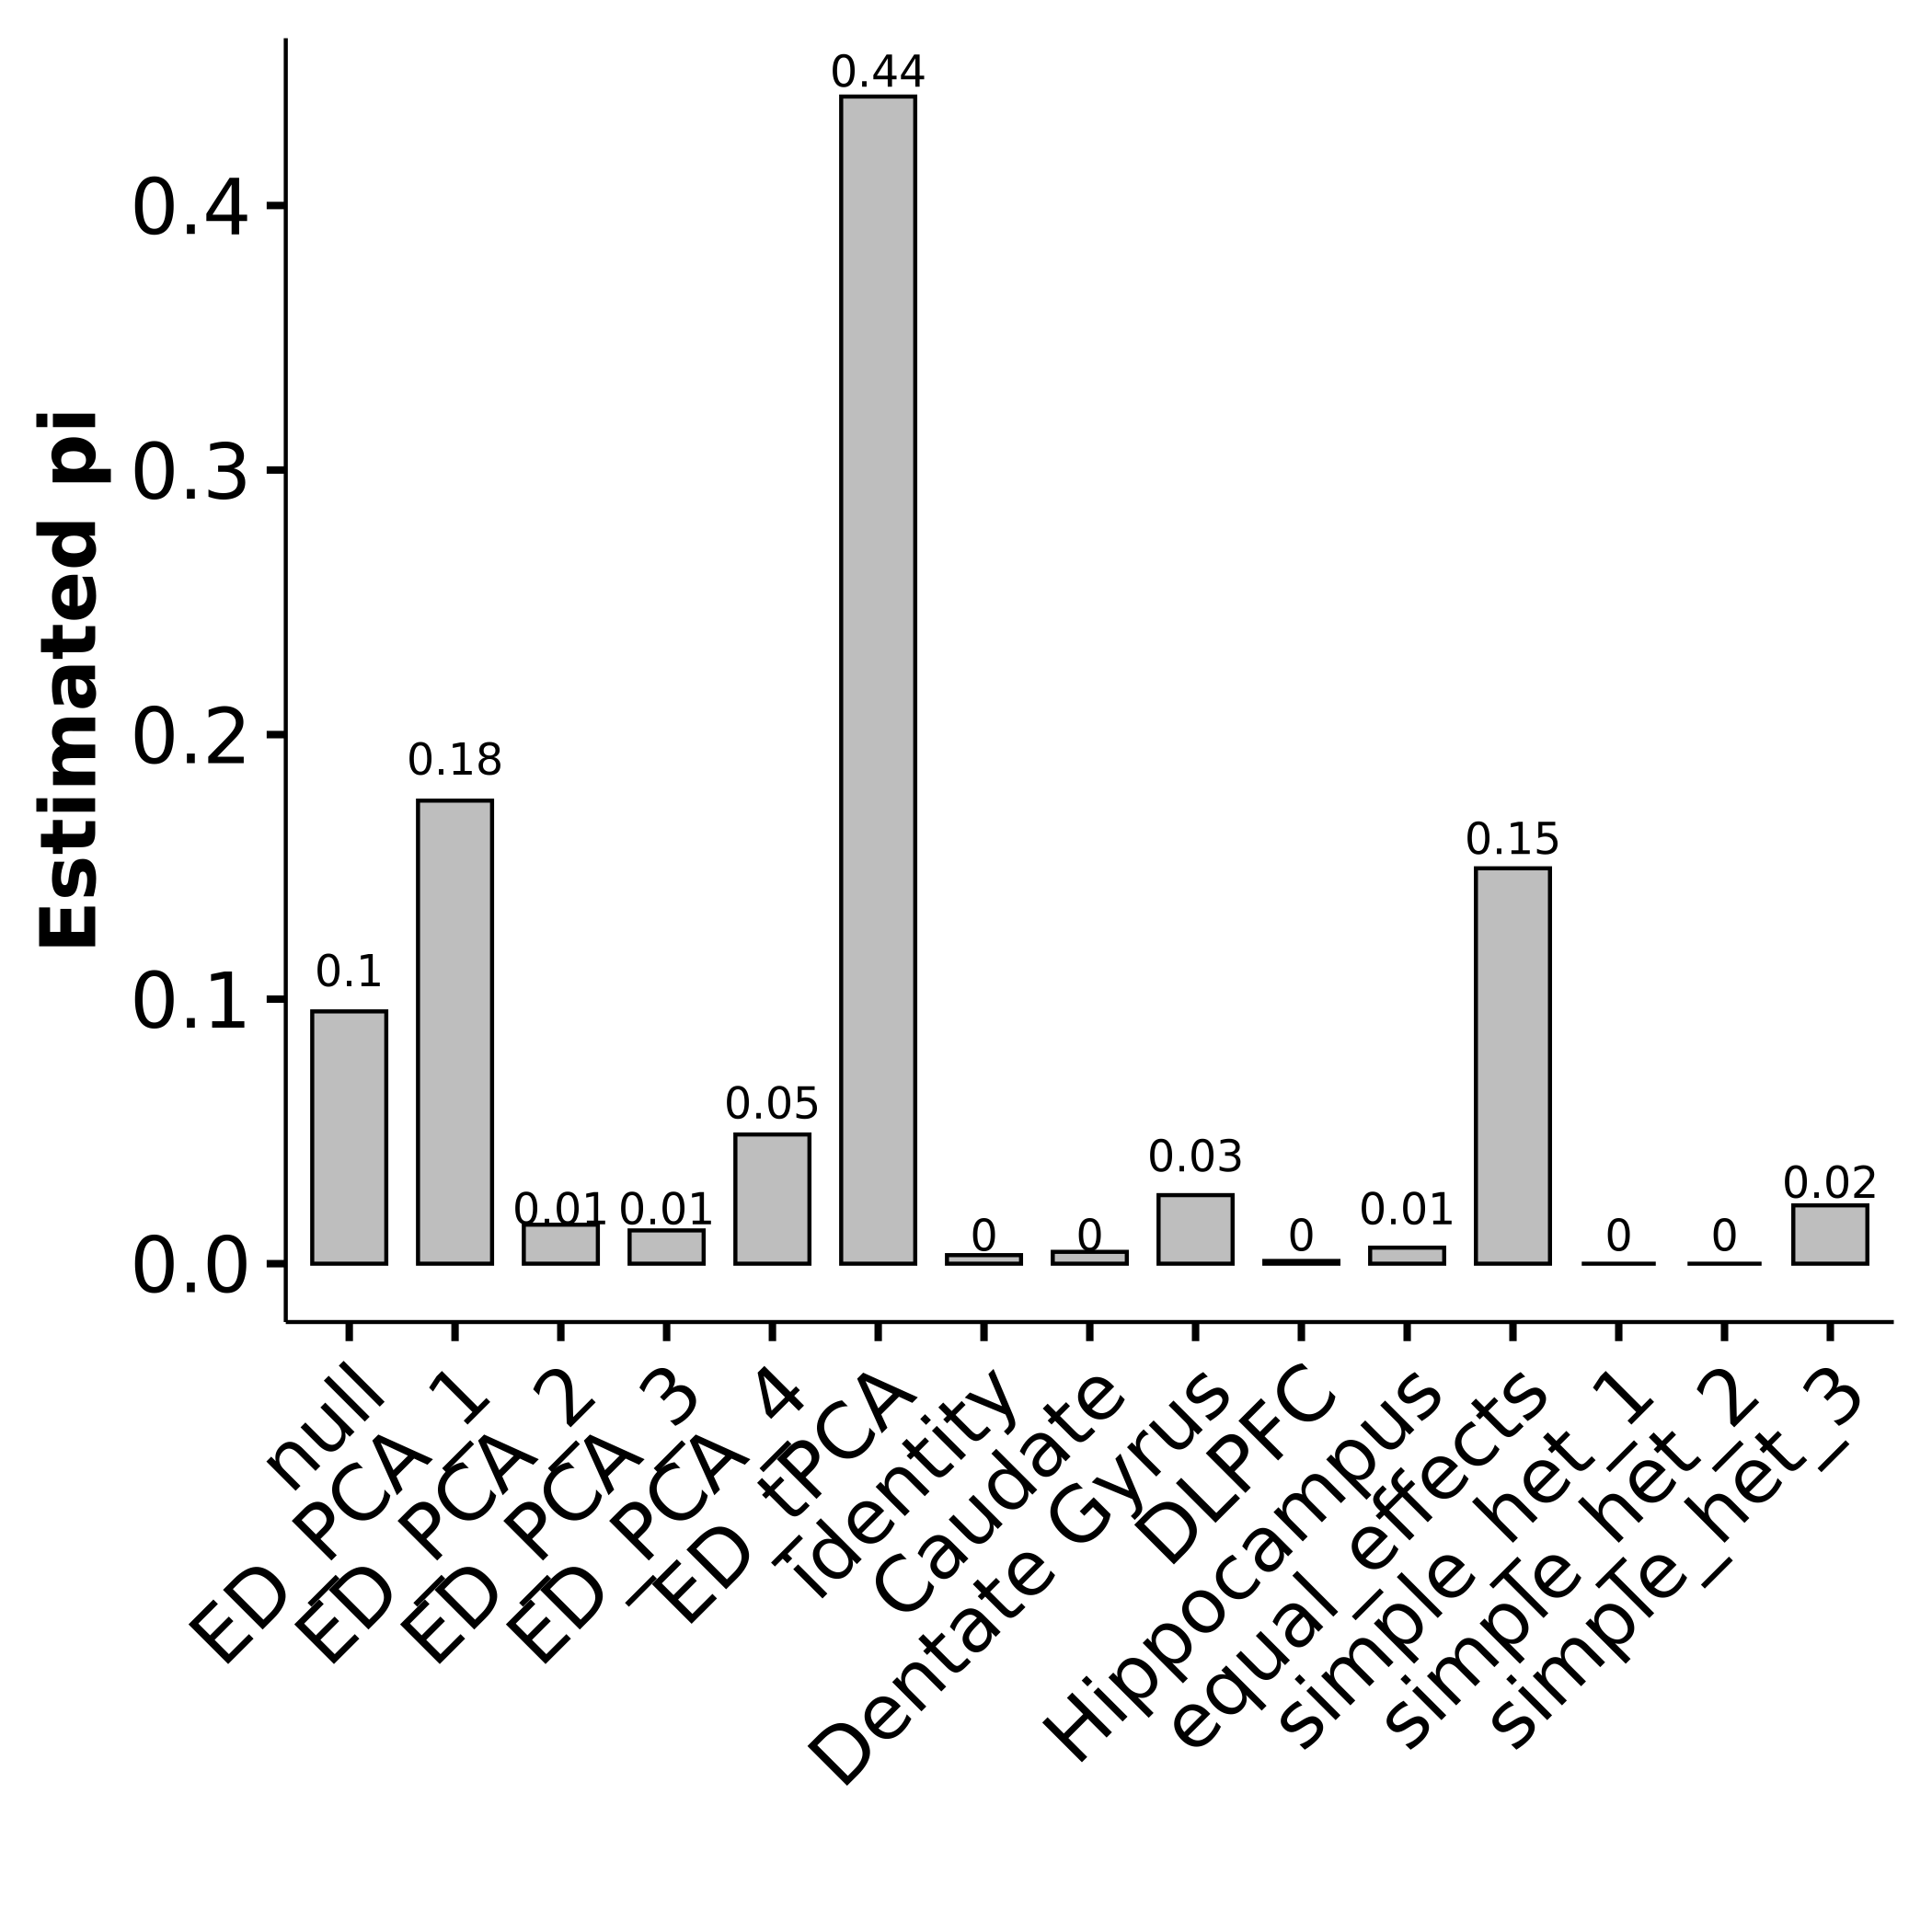 Estimated pi
0.4
0.3
0.2
0.1
0.0
0.1
0.18
0.01
0.01
0.05
0.44
0
0
0.03
0
0.01
0.15
0
0
0.02
null
ED_PCA_1
ED_PCA_2
ED_PCA_3
ED_PCA_4
ED_tPCA
Identity
Caudate
Dentate Gyrus
DLPFC
Hippocampus
equal_effects
simple_het_1
simple_het_2
simple_het_3